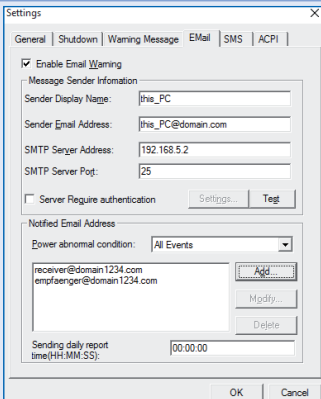 Settings
General Shutdown Warning Message EMail SMS ACPI
Enable Email Warning
Message Sender Infomation
Sender Display Name: this_PC
Sender Email Address: this_PC@domain.com
SMTP Server Address: 192.168.5.2
SMTP Server Port: 25
Server Require authentication Settings... Test
Notified Email Address
Power abnormal condition: All Events
receiver@domain1234.com
empfaenger@domain1234.com
Add...
Modify...
Delete
Sending daily report
time(HH:MM:SS): 00:00:00
OK Cancel